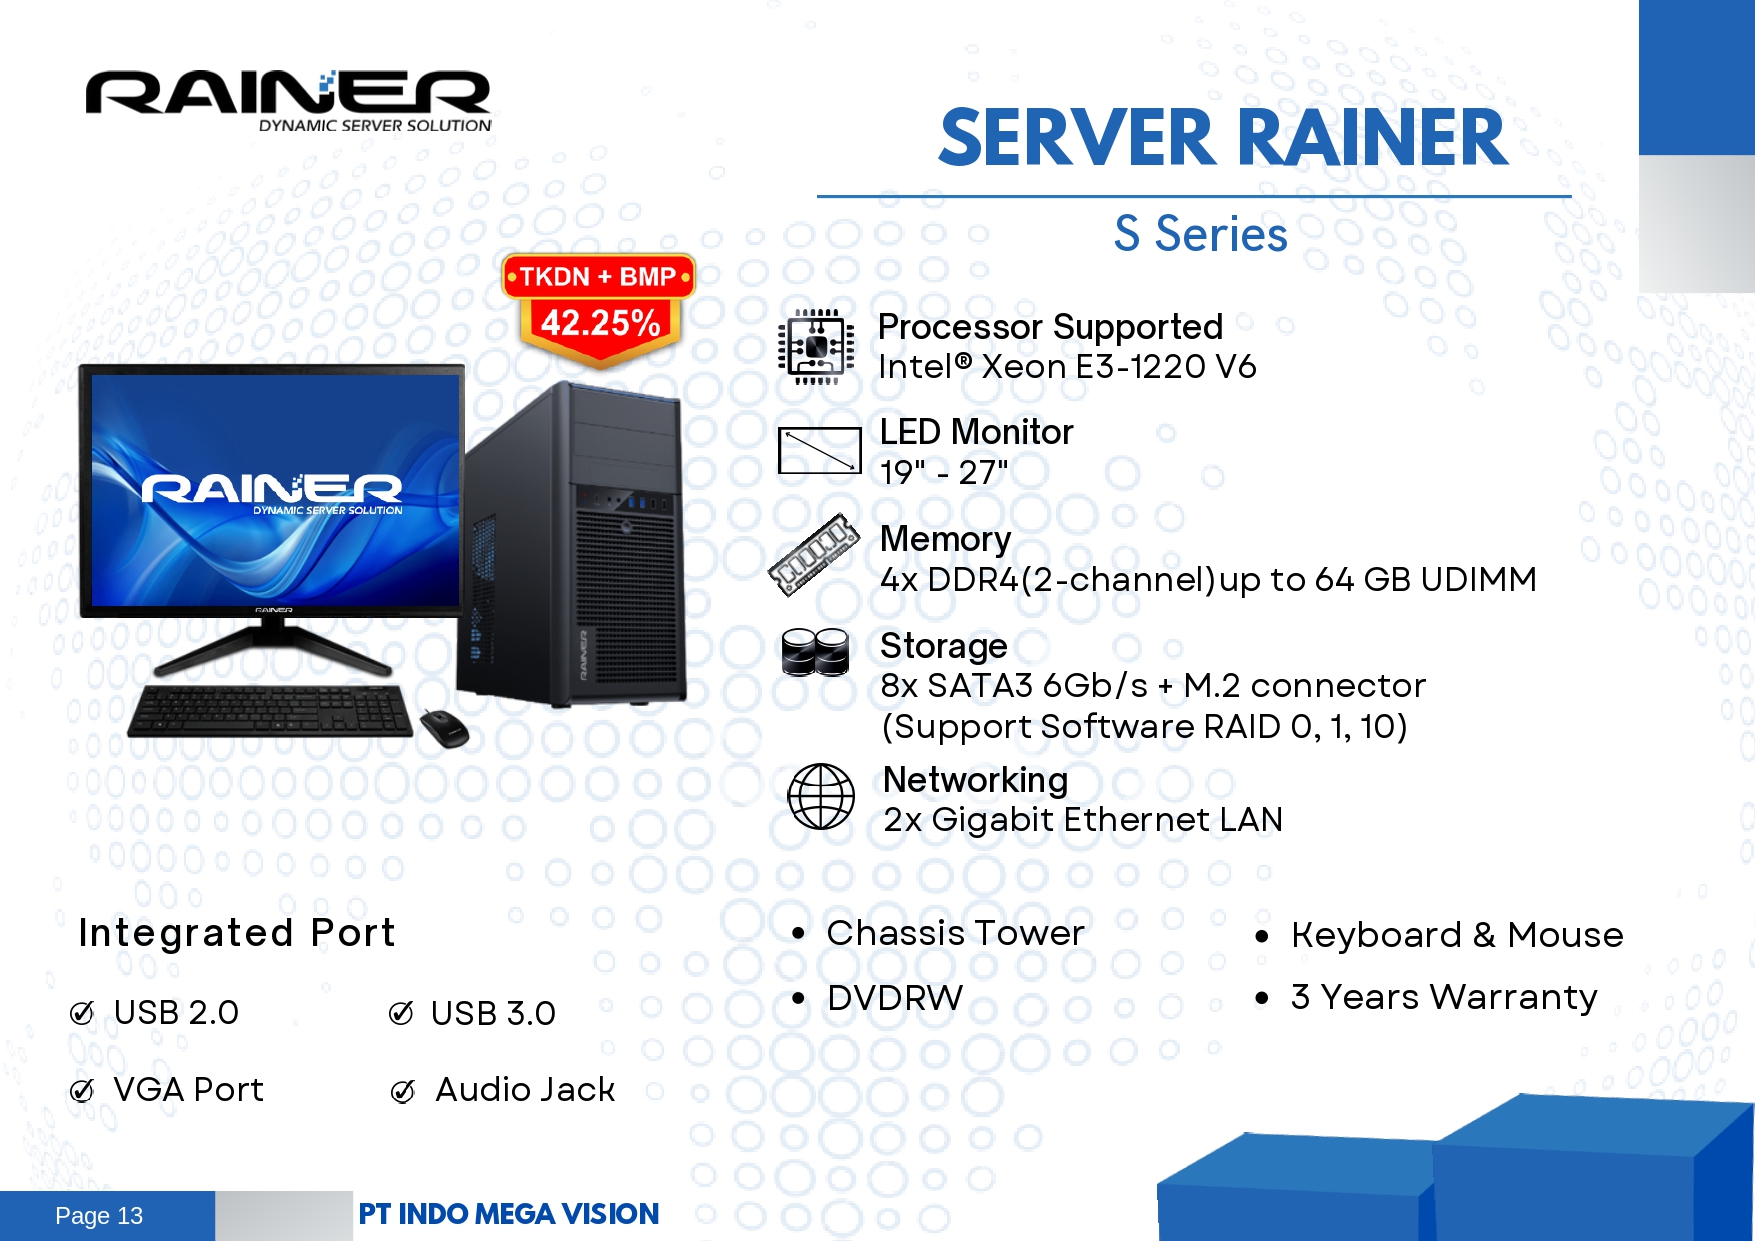 RAINER
DYNAMIC SERVER SOLUTION
SERVER RAINER
S Series
TKDN + BMP
42.25%
RAINER
DYNAMIC SERVER SOLUTION
RAINER
RAINER
Processor Supported
Intel® Xeon E3-1220 V6
LED Monitor
19" - 27"
Memory
4x DDR4(2-channel)up to 64 GB UDIMM
Storage
8x SATA3 6Gb/s + M.2 connector
(Support Software RAID 0, 1, 10)
Networking
2x Gigabit Ethernet LAN
Integrated Port
USB 2.0
USB 3.0
VGA Port
Audio Jack
• Chassis Tower
• DVDRW
• Keyboard & Mouse
• 3 Years Warranty
Page 13
PT INDO MEGA VISION